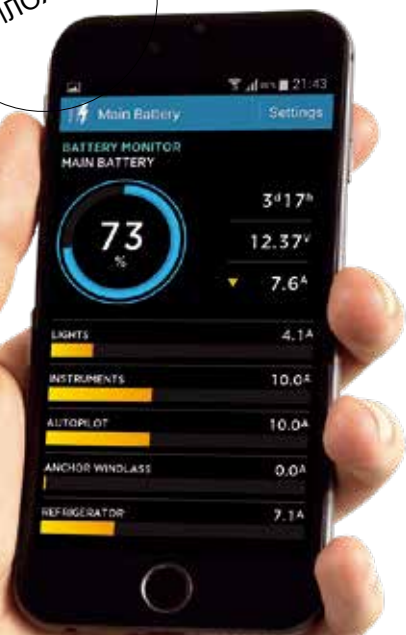 21:43
Main Battery Settings
BATTERY MONITOR
MAIN BATTERY
73
%
3d17h
12.37V
7.6A
LIGHTS 4.1A
INSTRUMENTS 10.0A
AUTOPILOT 10.0A
ANCHOR WINDLASS 0.0A
REFRIGERATOR 7.1A